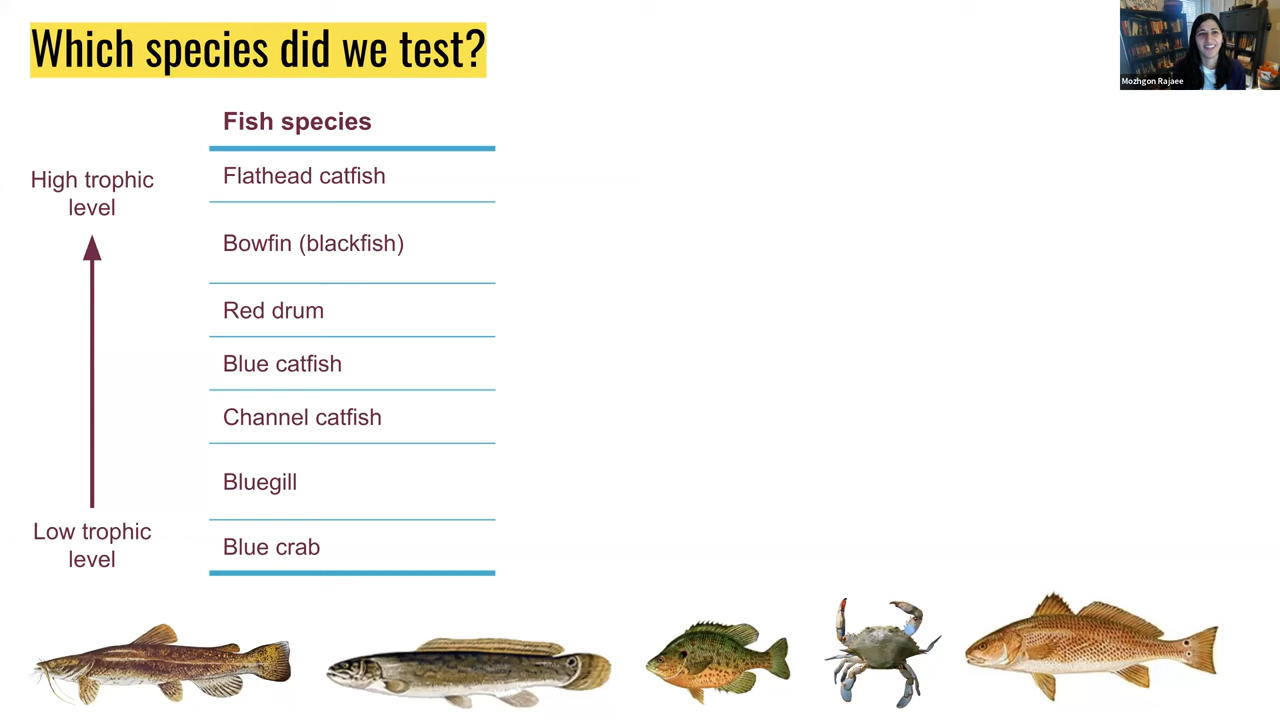 Which species did we test?
Mozhgon Rajaee
Fish species
High trophic
level
Flathead catfish
Bowfin (blackfish)
Red drum
Blue catfish
Channel catfish
Bluegill
Low trophic
level
Blue crab